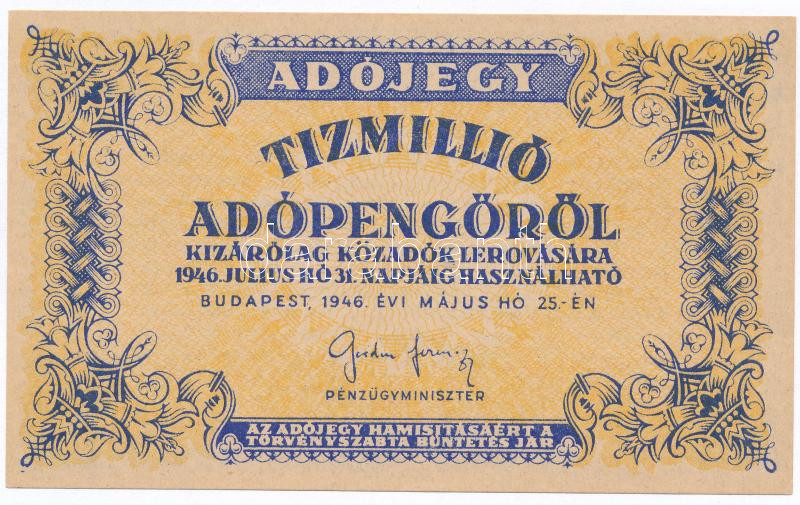 ADÓJEGY
TIZMILLIÓ
ADÓPENGŐRŐL
KIZÁRÓLAG KÖZADÓK LEROVÁSÁRA
1946. JULIUS HÓ 31. NAPJÁIG HASZNÁLHATÓ
BUDAPEST, 1946. ÉVI MÁJUS HÓ 25.-ÉN
PÉNZÜGYMINISZTER
AZ ADÓJEGY HAMISITÁSÁÉRT A
TÖRVÉNYSZABTA BÜNTETÉS JÁR